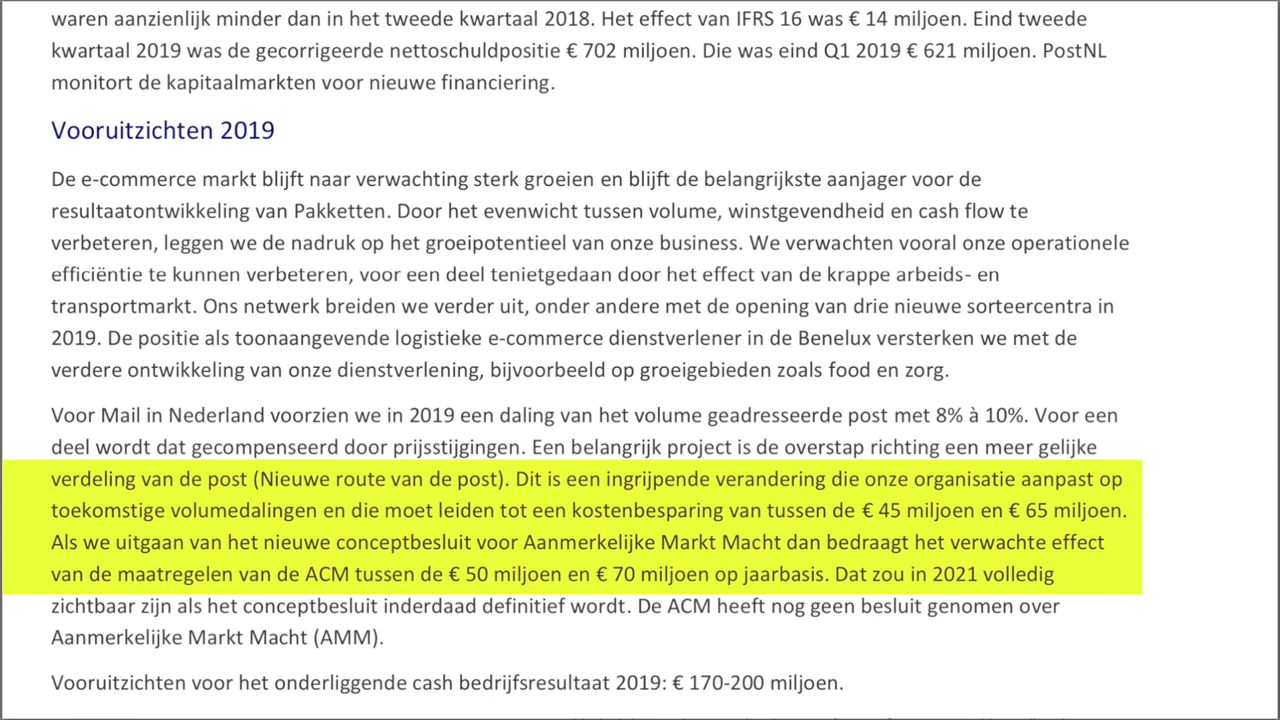 waren aanzienlijk minder dan in het tweede kwartaal 2018. Het effect van IFRS 16 was € 14 miljoen. Eind tweede
kwartaal 2019 was de gecorrigeerde nettoschuldpositie € 702 miljoen. Die was eind Q1 2019 € 621 miljoen. PostNL
monitort de kapitaalmarkten voor nieuwe financiering.
Vooruitzichten 2019
De e-commerce markt blijft naar verwachting sterk groeien en blijft de belangrijkste aanjager voor de
resultaatontwikkeling van Pakketten. Door het evenwicht tussen volume, winstgevendheid en cash flow te
verbeteren, leggen we de nadruk op het groeipotentieel van onze business. We verwachten vooral onze operationele
efficiëntie te kunnen verbeteren, voor een deel tenietgedaan door het effect van de krappe arbeids- en
transportmarkt. Ons netwerk breiden we verder uit, onder andere met de opening van drie nieuwe sorteercentra in
2019. De positie als toonaangevende logistieke e-commerce dienstverlener in de Benelux versterken we met de
verdere ontwikkeling van onze dienstverlening, bijvoorbeeld op groeigebieden zoals food en zorg.
Voor Mail in Nederland voorzien we in 2019 een daling van het volume geadresseerde post met 8% à 10%. Voor een
deel wordt dat gecompenseerd door prijsstijgingen. Een belangrijk project is de overstap richting een meer gelijke
verdeling van de post (Nieuwe route van de post). Dit is een ingrijpende verandering die onze organisatie aanpast op
toekomstige volumedalingen en die moet leiden tot een kostenbesparing van tussen de € 45 miljoen en € 65 miljoen.
Als we uitgaan van het nieuwe conceptbesluit voor Aanmerkelijke Markt Macht dan bedraagt het verwachte effect
van de maatregelen van de ACM tussen de € 50 miljoen en € 70 miljoen op jaarbasis. Dat zou in 2021 volledig
zichtbaar zijn als het conceptbesluit inderdaad definitief wordt. De ACM heeft nog geen besluit genomen over
Aanmerkelijke Markt Macht (AMM).
Vooruitzichten voor het onderliggende cash bedrijfsresultaat 2019: € 170-200 miljoen.